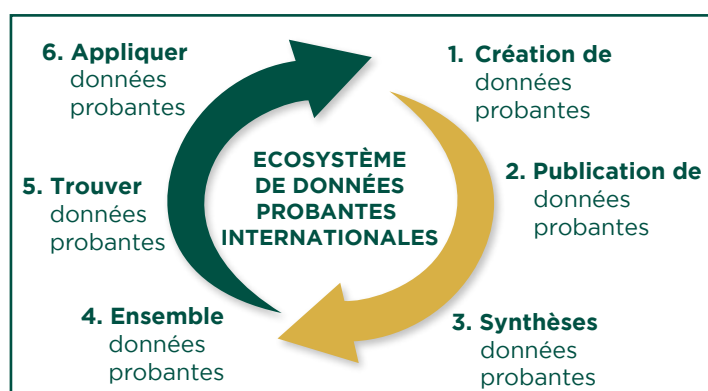 6. Appliquer
données
probantes
1. Création de
données
probantes
5. Trouver
données
probantes
ECOSYSTÈME
DE DONNÉES
PROBANTES
INTERNATIONALES
2. Publication de
données
probantes
4. Ensemble
données
probantes
3. Synthèses
données
probantes